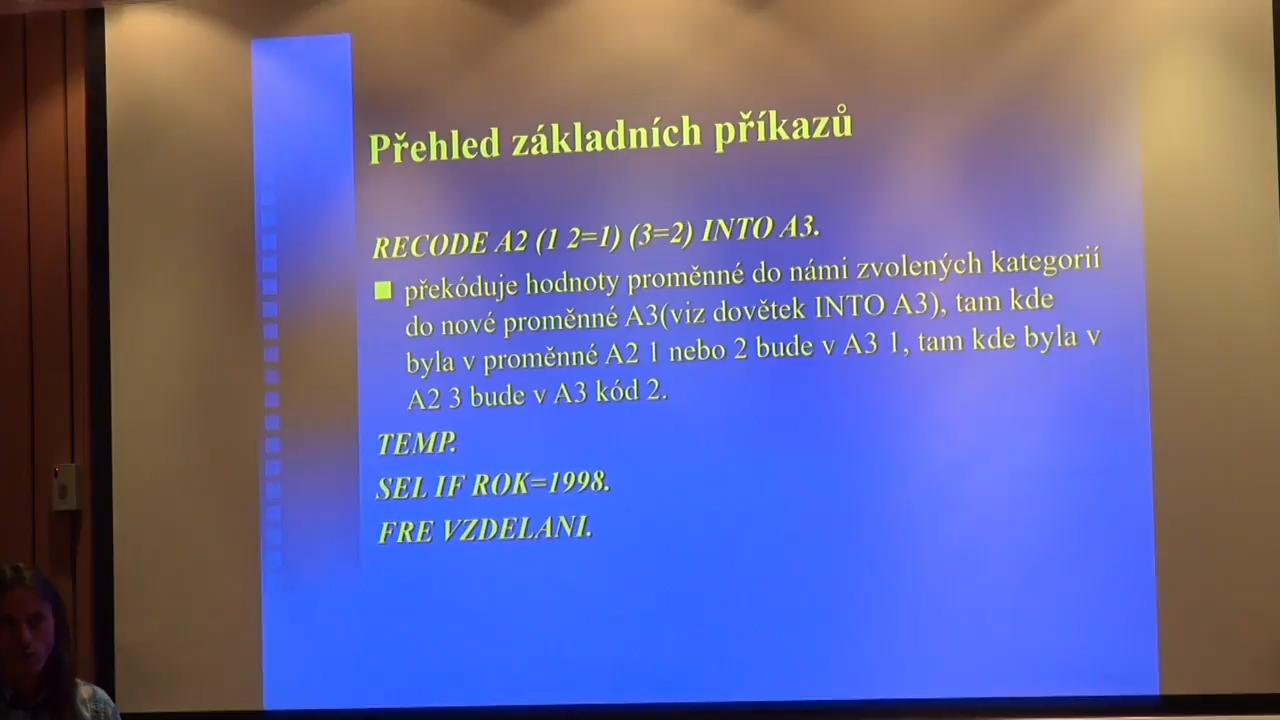 Přehled základních příkazů
RECODE A2 (1 2=1) (3=2) INTO A3.
překóduje hodnoty proměnné do námi zvolených kategorií
do nové proměnné A3(viz dovětek INTO A3), tam kde
byla v proměnné A2 1 nebo 2 bude v A3 1, tam kde byla v
A2 3 bude v A3 kód 2.
TEMP.
SEL IF ROK=1998.
FRE VZDELANI.